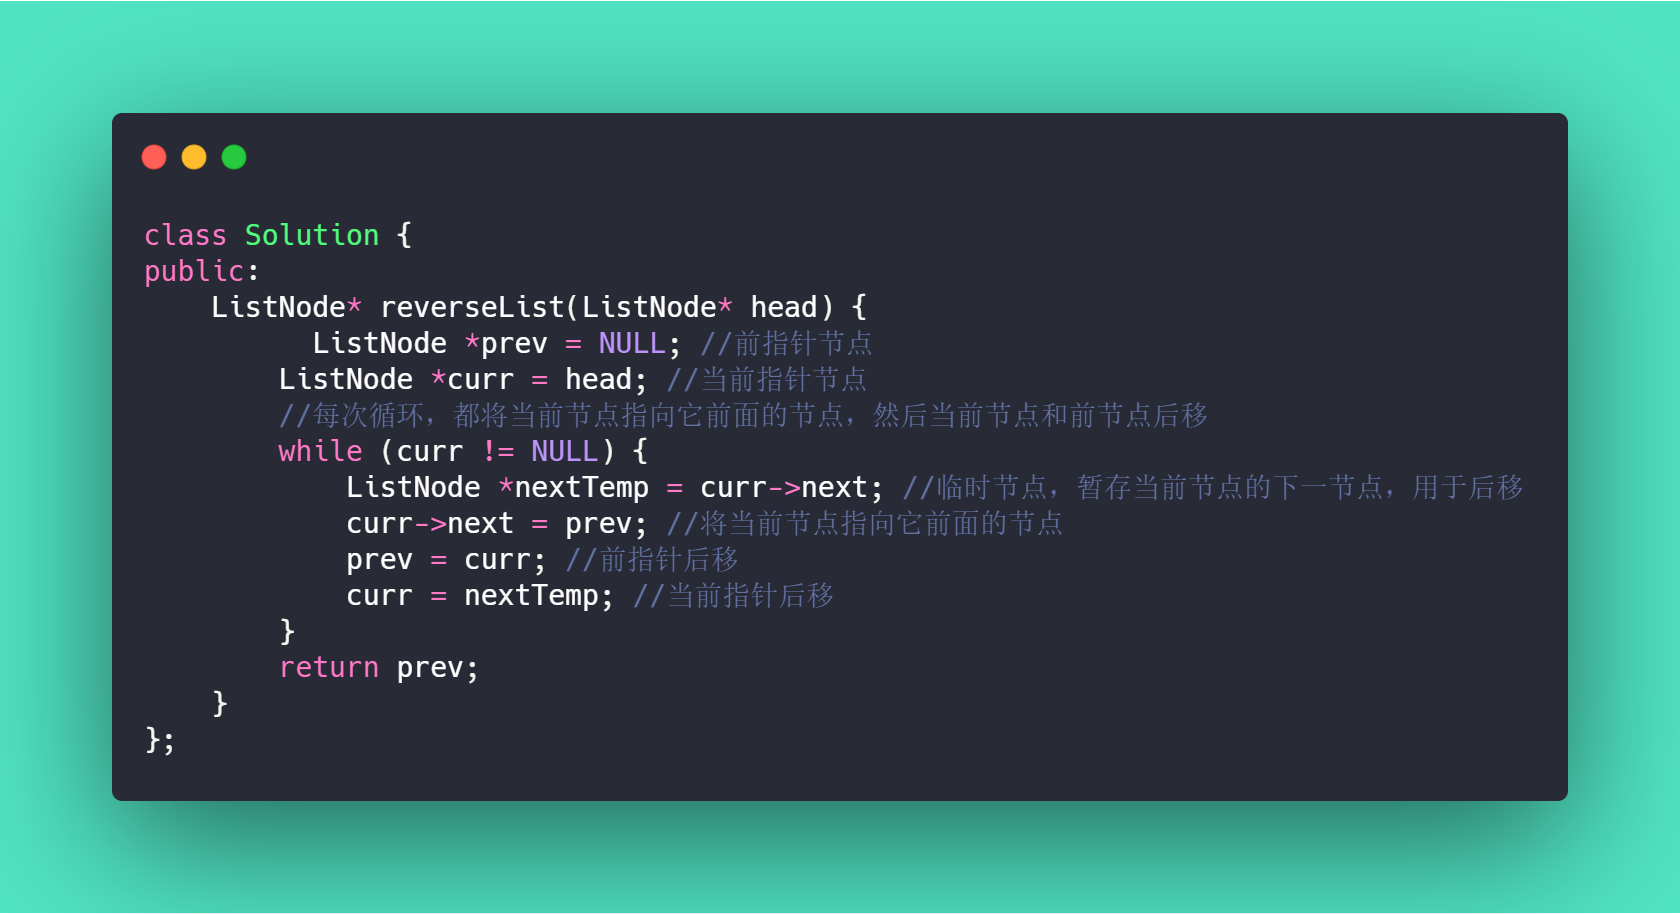 class Solution {
public:
    ListNode* reverseList(ListNode* head) {
          ListNode *prev = NULL; //前指针节点
        ListNode *curr = head; //当前指针节点
        //每次循环，都将当前节点指向它前面的节点，然后当前节点和前节点后移
        while (curr != NULL) {
            ListNode *nextTemp = curr->next; //临时节点，暂存当前节点的下一节点，用于后移
            curr->next = prev; //将当前节点指向它前面的节点
            prev = curr; //前指针后移
            curr = nextTemp; //当前指针后移
        }
        return prev;
    }
};